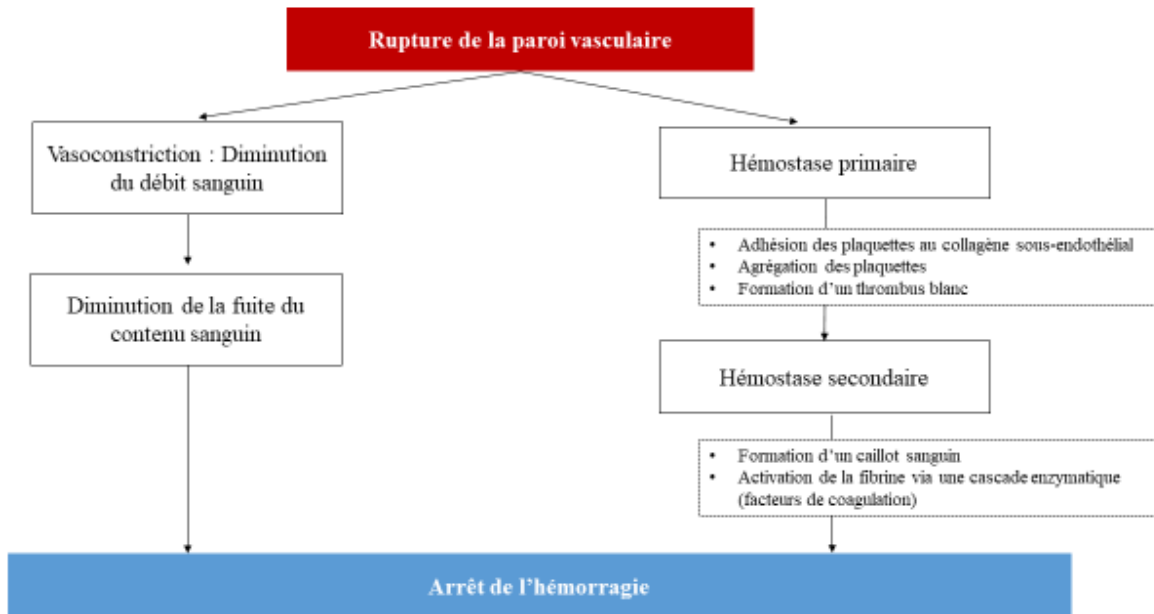 Rupture de la paroi vasculaire
Vasoconstriction : Diminution
du débit sanguin
Hémostase primaire
• Adhésion des plaquettes au collagène sous-endothélial
• Agrégation des plaquettes
• Formation d’un thrombus blanc
Diminution de la fuite du
contenu sanguin
Hémostase secondaire
• Formation d’un caillot sanguin
• Activation de la fibrine via une cascade enzymatique
(facteurs de coagulation)
Arrêt de l’hémorragie